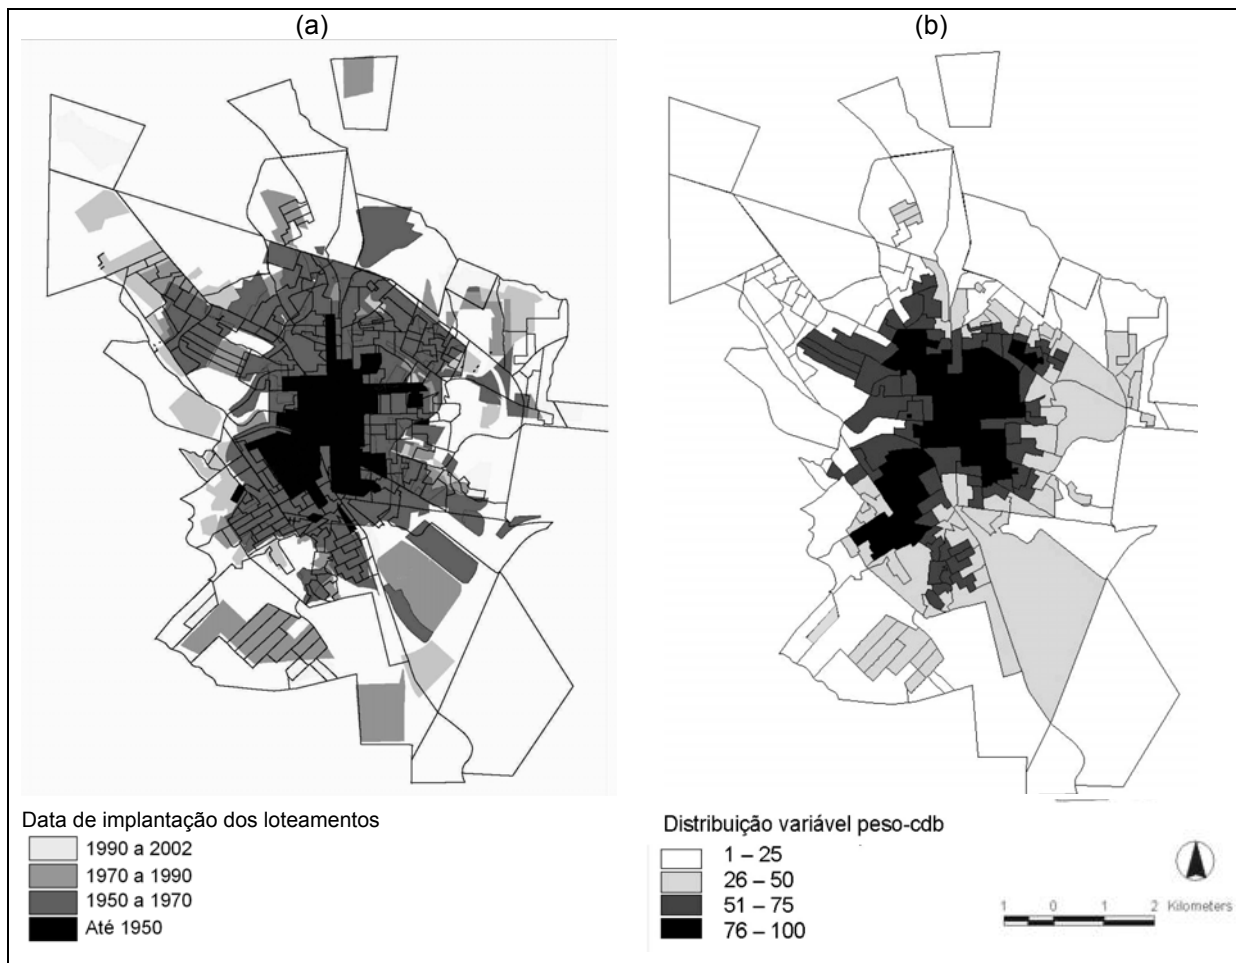 (a)
(b)
Data de implantação dos loteamentos
1990 a 2002
1970 a 1990
1950 a 1970
Até 1950
Distribuição variável peso-cdb
1 – 25
26 – 50
51 – 75
76 – 100
1 0 1 2 Kilometers